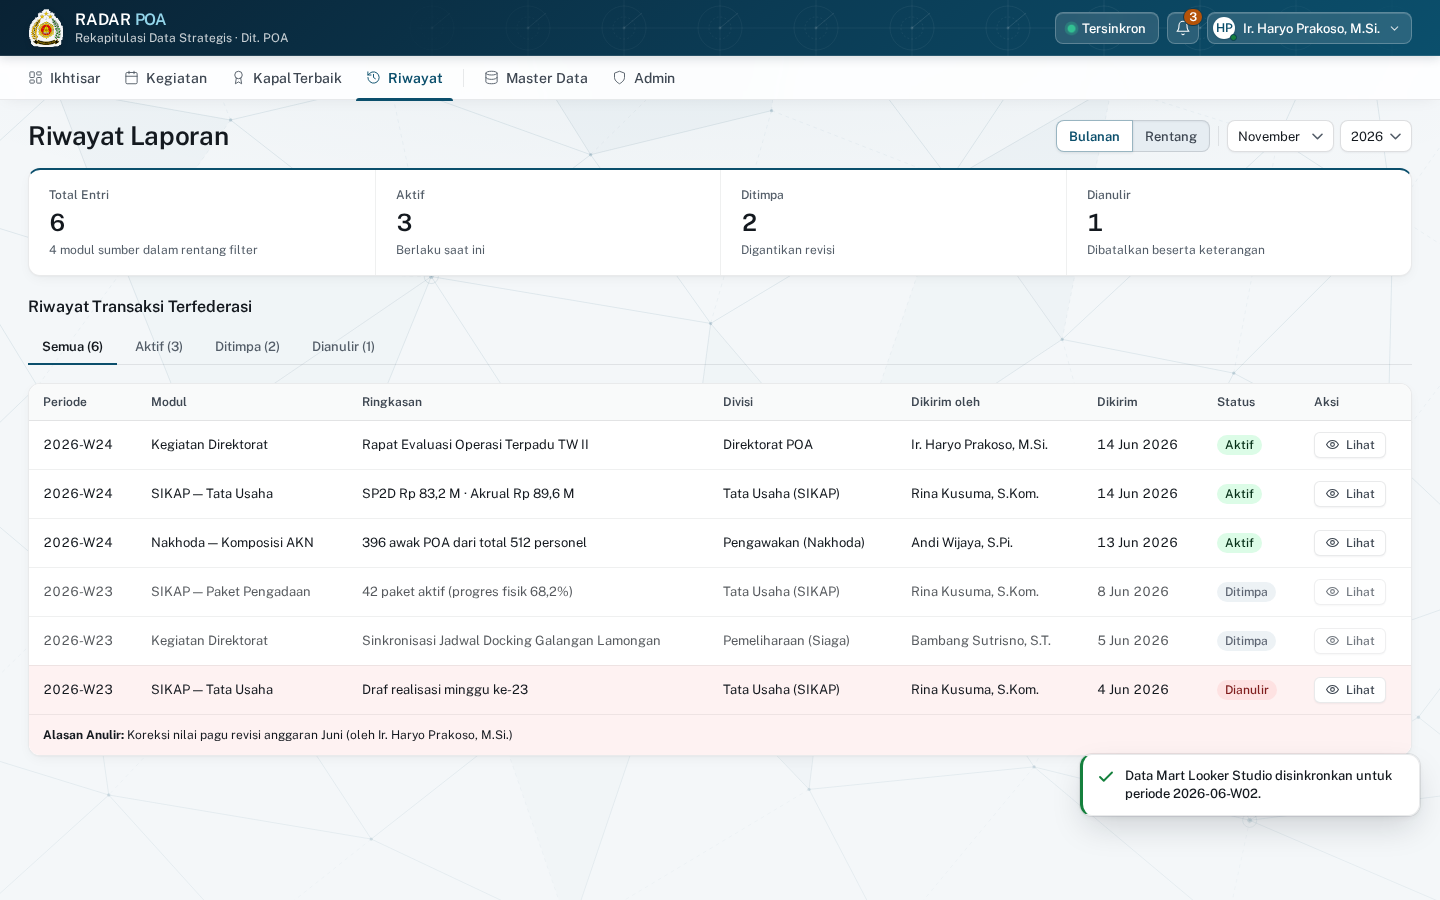 RADAR POA
Rekapitulasi Data Strategis · Dit. POA
Tersinkron
3
HP
Ir. Haryo Prakoso, M.Si.
Ikhtisar
Kegiatan
Kapal Terbaik
Riwayat
Master Data
Admin
Riwayat Laporan
Bulanan
Rentang
November
2026
Total Entri
6
4 modul sumber dalam rentang filter
Aktif
3
Berlaku saat ini
Ditimpa
2
Digantikan revisi
Dianulir
1
Dibatalkan beserta keterangan
Riwayat Transaksi Terfederasi
Semua (6)
Aktif (3)
Ditimpa (2)
Dianulir (1)
Periode Modul Ringkasan Divisi Dikirim oleh Dikirim Status Aksi
2026-W24 Kegiatan Direktorat Rapat Evaluasi Operasi Terpadu TW II Direktorat POA Ir. Haryo Prakoso, M.Si. 14 Jun 2026 Aktif Lihat
2026-W24 SIKAP — Tata Usaha SP2D Rp 83,2 M · Akrual Rp 89,6 M Tata Usaha (SIKAP) Rina Kusuma, S.Kom. 14 Jun 2026 Aktif Lihat
2026-W24 Nakhoda — Komposisi AKN 396 awak POA dari total 512 personel Pengawakan (Nakhoda) Andi Wijaya, S.Pi. 13 Jun 2026 Aktif Lihat
2026-W23 SIKAP — Paket Pengadaan 42 paket aktif (progres fisik 68,2%) Tata Usaha (SIKAP) Rina Kusuma, S.Kom. 8 Jun 2026 Ditimpa Lihat
2026-W23 Kegiatan Direktorat Sinkronisasi Jadwal Docking Galangan Lamongan Pemeliharaan (Siaga) Bambang Sutrisno, S.T. 5 Jun 2026 Ditimpa Lihat
2026-W23 SIKAP — Tata Usaha Draf realisasi minggu ke-23 Tata Usaha (SIKAP) Rina Kusuma, S.Kom. 4 Jun 2026 Dianulir Lihat
Alasan Anulir: Koreksi nilai pagu revisi anggaran Juni (oleh Ir. Haryo Prakoso, M.Si.)
Data Mart Looker Studio disinkronkan untuk
periode 2026-06-W02.